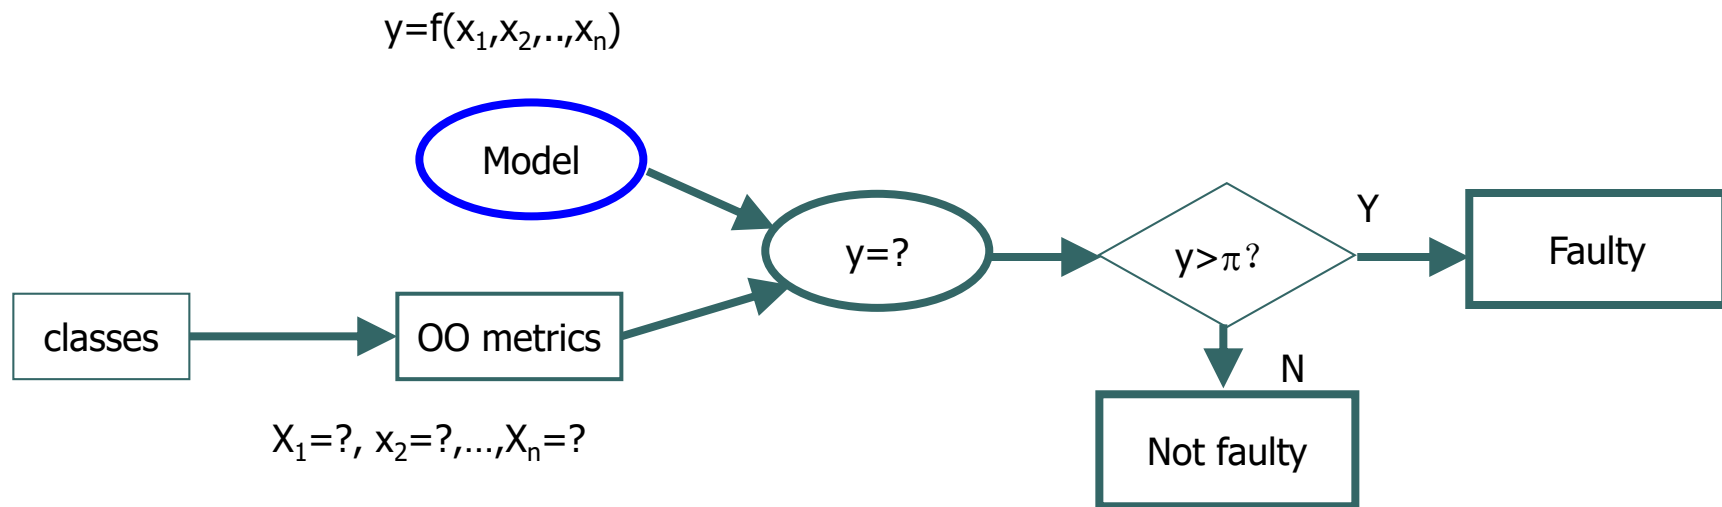 y=f(x₁,x₂,..,xₙ)
Model
y=?
y>π?
Y
Faulty
classes
OO metrics
N
Not faulty
X₁=?, x₂=?,...,Xₙ=?